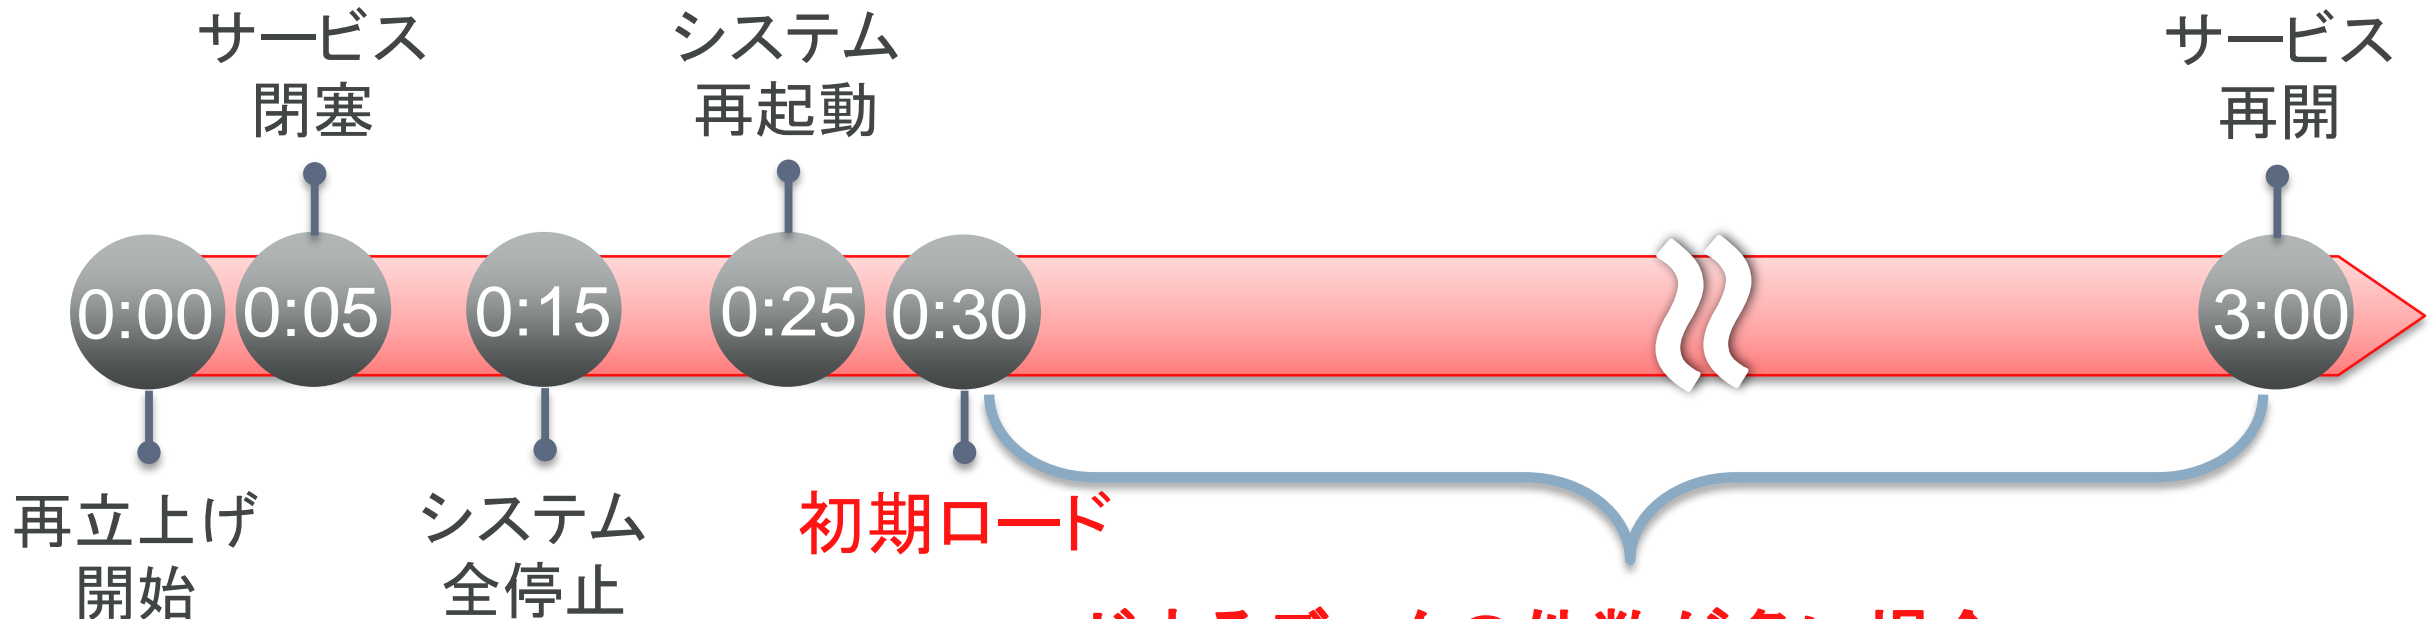 サービス
閉塞
システム
再起動
サービス
再開
0:00
0:05
0:15
0:25
0:30
3:00
再立上げ
開始
システム
全停止
初期ロード